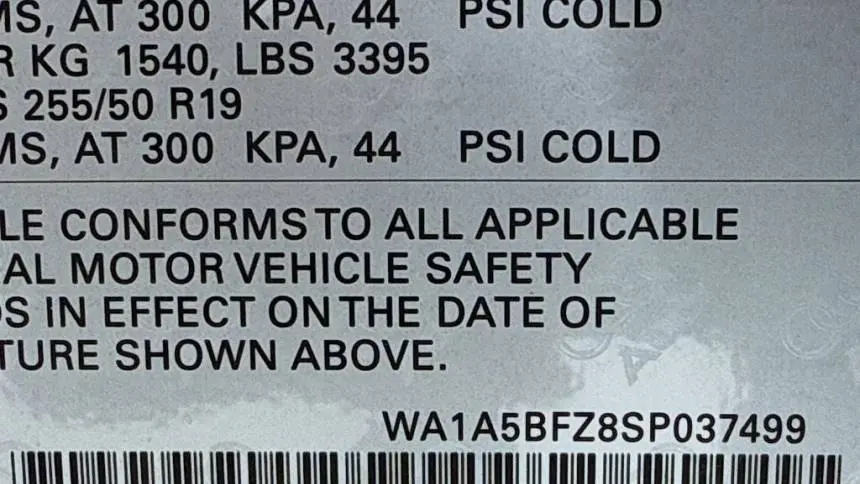 MS, AT 300 KPA, 44 PSI COLD
R KG 1540, LBS 3395
S 255/50 R19
MS, AT 300 KPA, 44 PSI COLD
LE CONFORMS TO ALL APPLICABLE
AL MOTOR VEHICLE SAFETY
DS IN EFFECT ON THE DATE OF
TURE SHOWN ABOVE.
WA1A5BFZ8SP037499